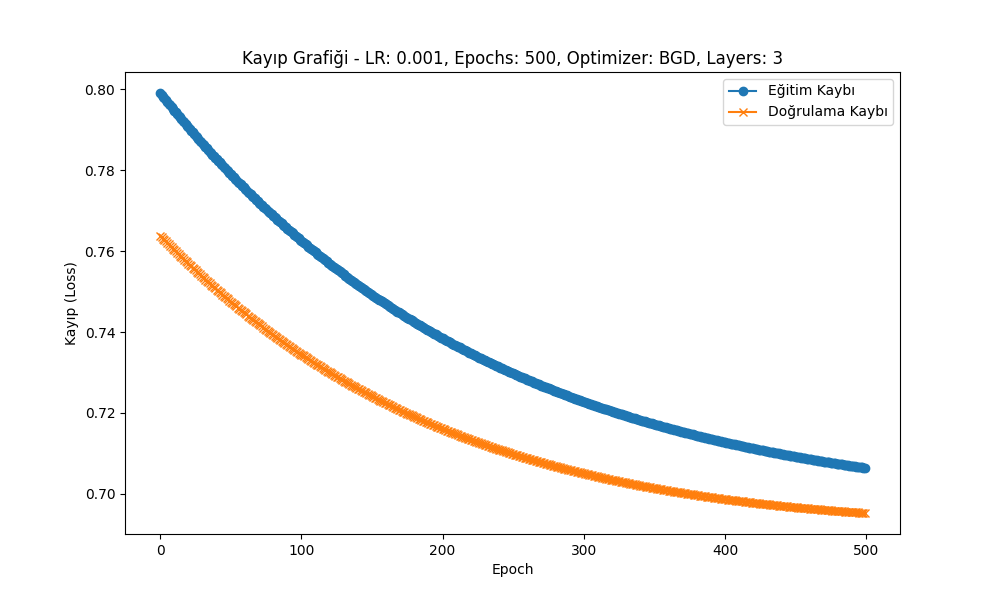 Kayıp Grafiği - LR: 0.001, Epochs: 500, Optimizer: BGD, Layers: 3
Eğitim Kaybı
Doğrulama Kaybı
Kayıp (Loss)
0.80
0.78
0.76
0.74
0.72
0.70
0 100 200 300 400 500
Epoch